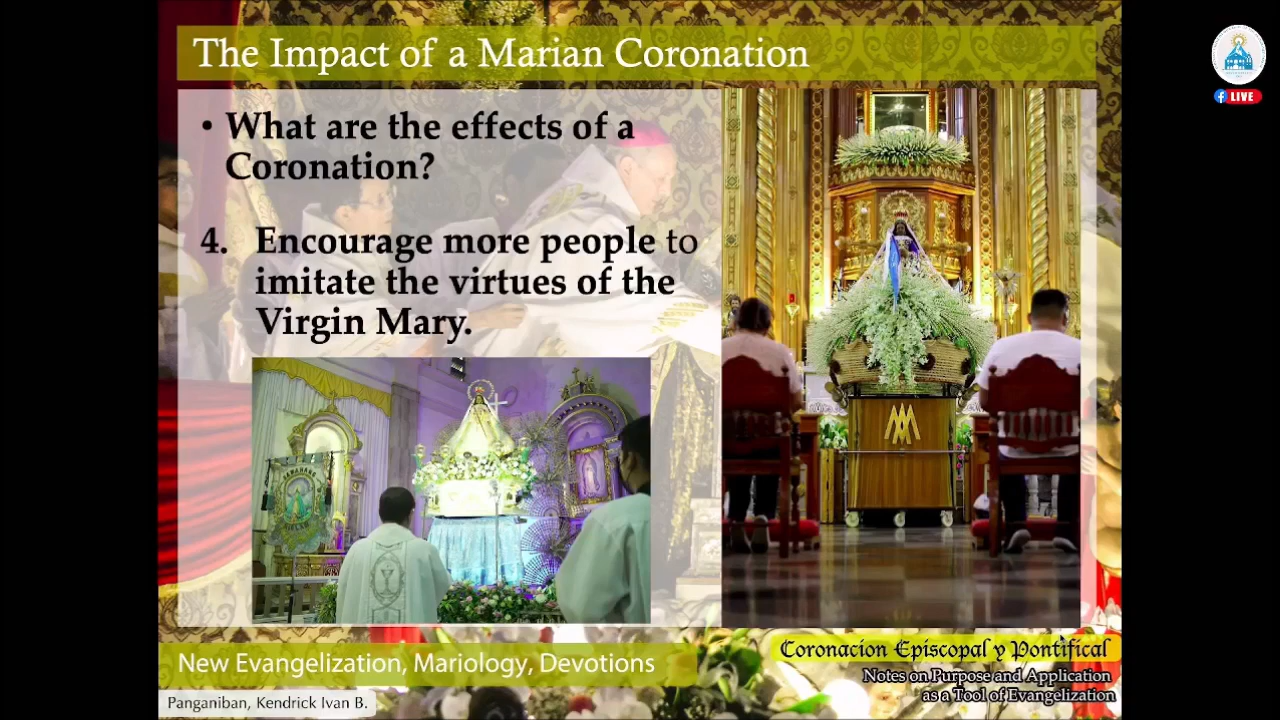 The Impact of a Marian Coronation
• What are the effects of a
Coronation?
4. Encourage more people to
imitate the virtues of the
Virgin Mary.
New Evangelization, Mariology, Devotions
Coronacion Episcopal y Pontifical
Notes on Purpose and Application
as a Tool of Evangelization
Panganiban, Kendrick Ivan B.
LIVE